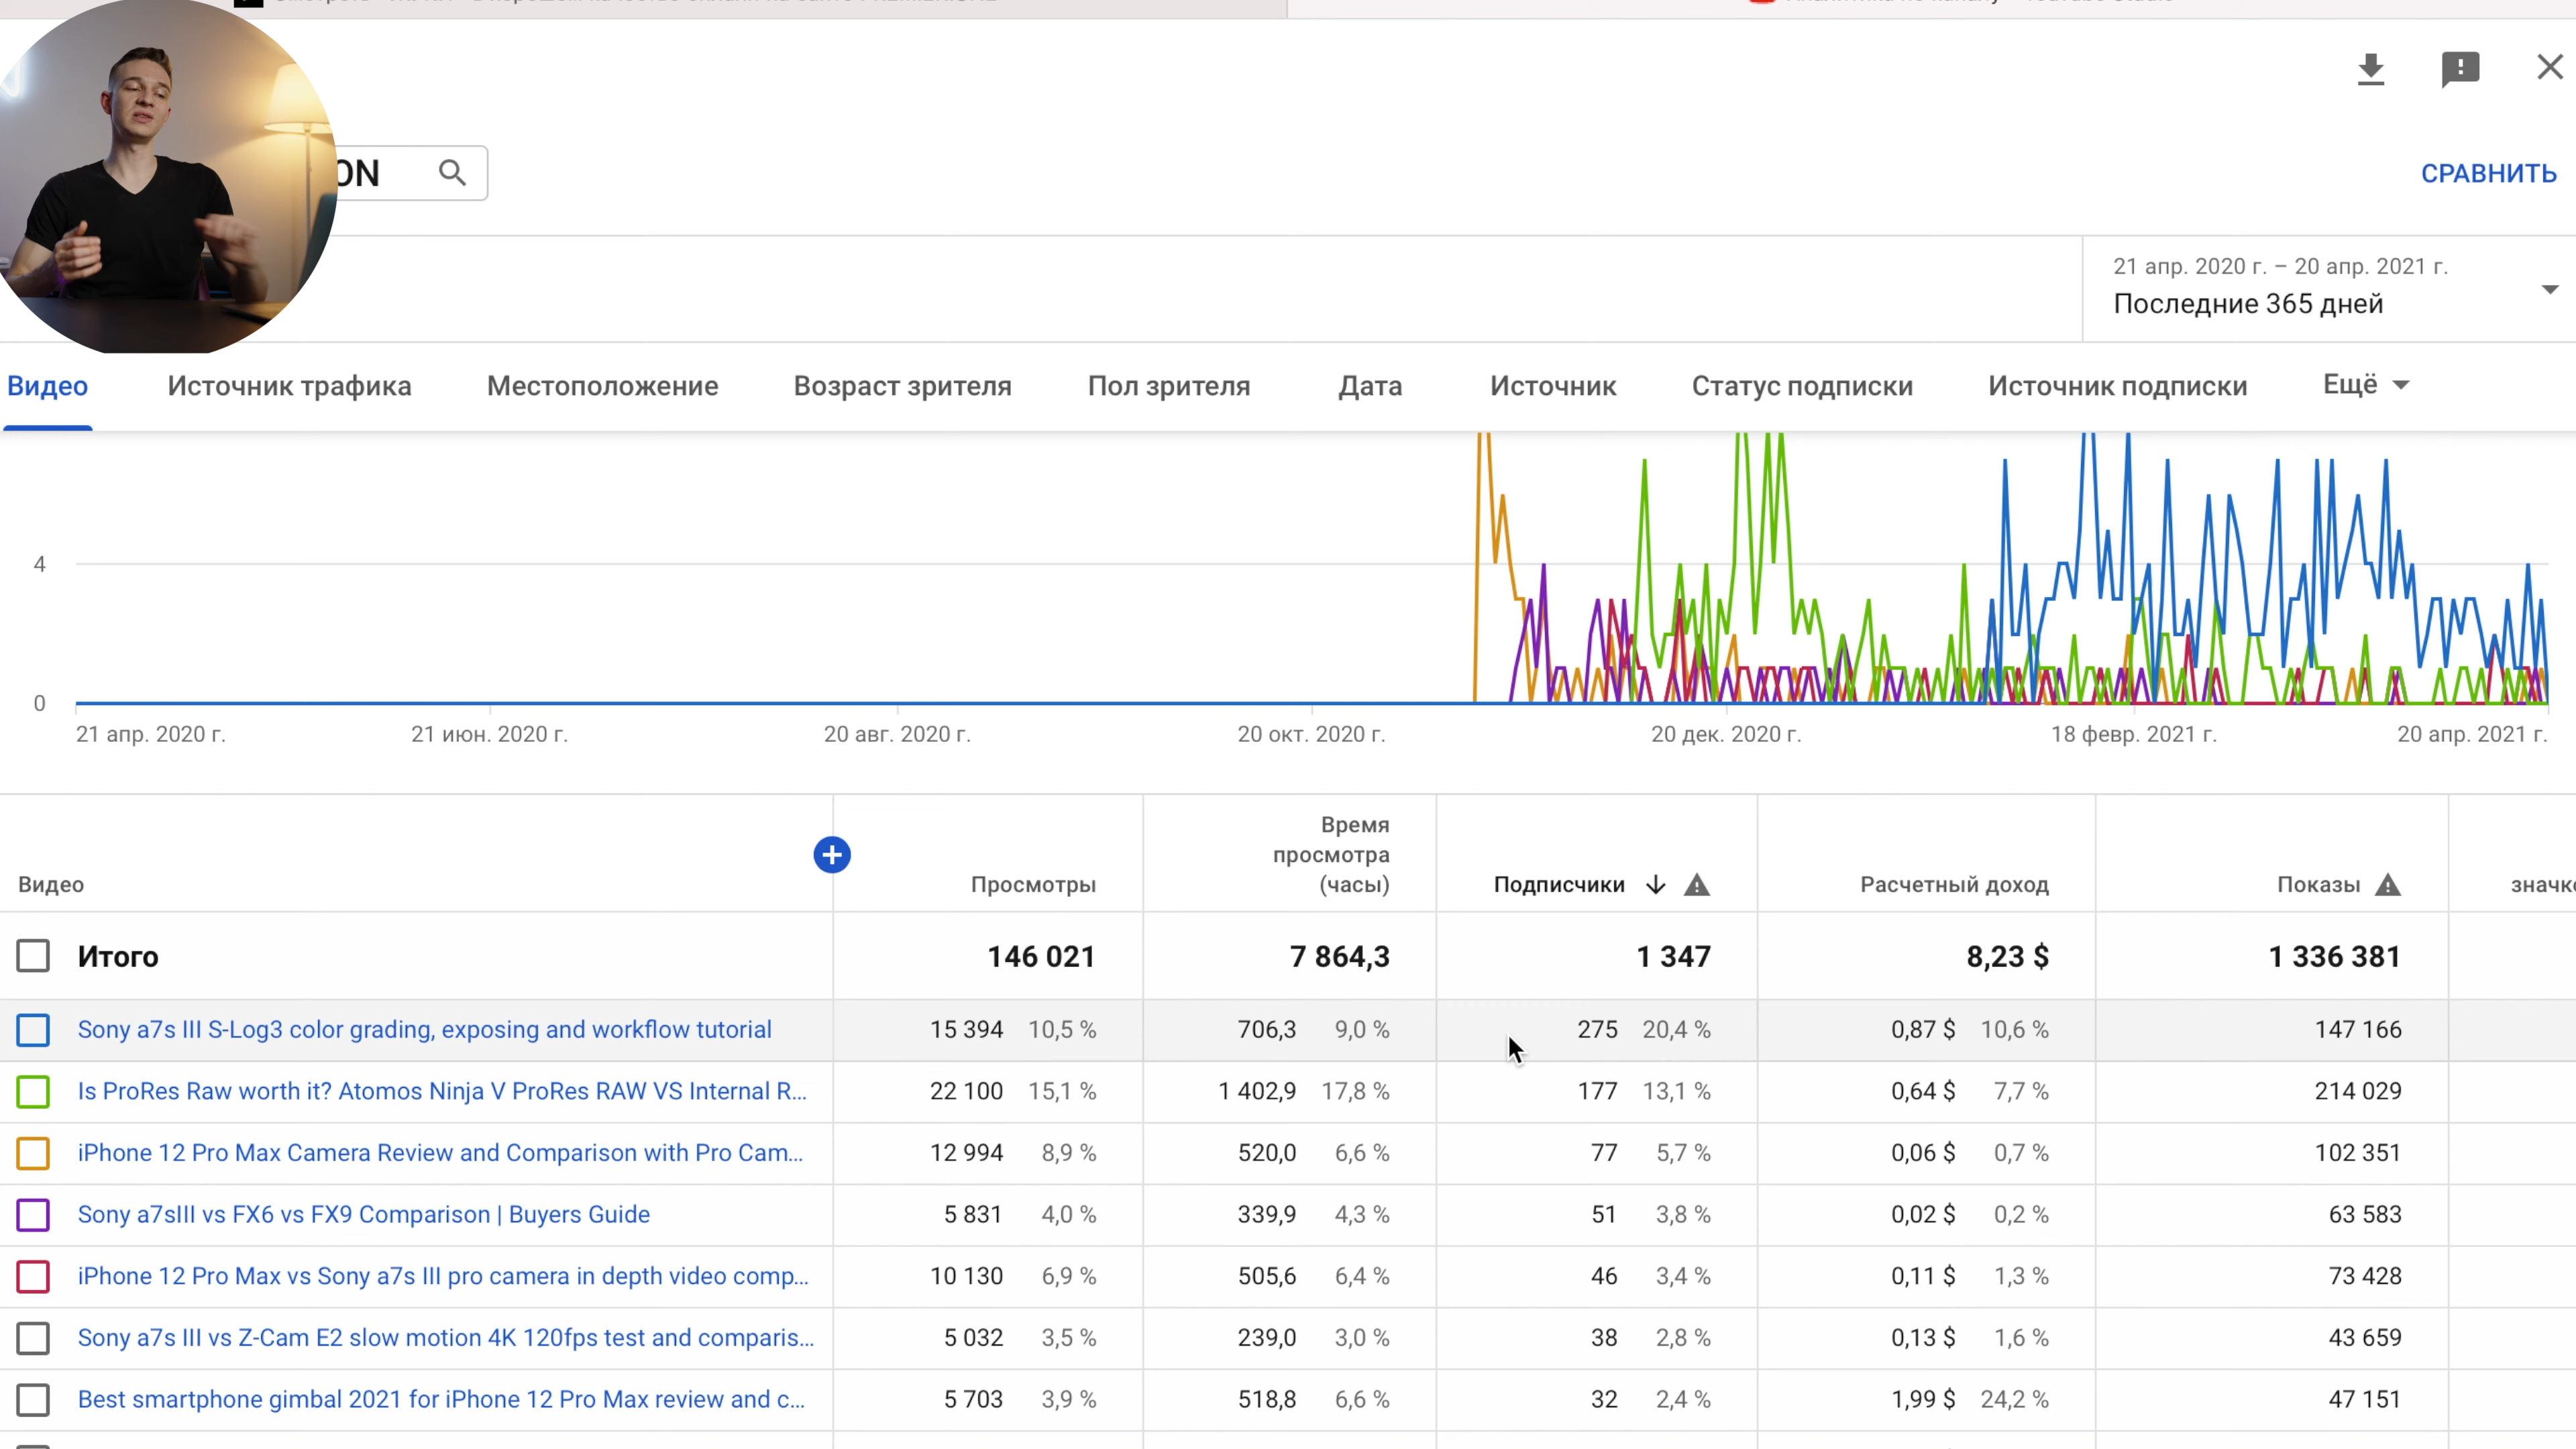 ON
СРАВНИТЬ
21 апр. 2020 г. – 20 апр. 2021 г.
Последние 365 дней
Видео Источник трафика Местоположение Возраст зрителя Пол зрителя Дата Источник Статус подписки Источник подписки Ещё
4
0
21 апр. 2020 г. 21 июн. 2020 г. 20 авг. 2020 г. 20 окт. 2020 г. 20 дек. 2020 г. 18 февр. 2021 г. 20 апр. 2021 г.
Видео Просмотры Время просмотра (часы) Подписчики Расчетный доход Показы значк
Итого 146 021 7 864,3 1 347 8,23 $ 1 336 381
Sony a7s III S-Log3 color grading, exposing and workflow tutorial 15 394 10,5 % 706,3 9,0 % 275 20,4 % 0,87 $ 10,6 % 147 166
Is ProRes Raw worth it? Atomos Ninja V ProRes RAW VS Internal R... 22 100 15,1 % 1 402,9 17,8 % 177 13,1 % 0,64 $ 7,7 % 214 029
iPhone 12 Pro Max Camera Review and Comparison with Pro Cam... 12 994 8,9 % 520,0 6,6 % 77 5,7 % 0,06 $ 0,7 % 102 351
Sony a7sIII vs FX6 vs FX9 Comparison | Buyers Guide 5 831 4,0 % 339,9 4,3 % 51 3,8 % 0,02 $ 0,2 % 63 583
iPhone 12 Pro Max vs Sony a7s III pro camera in depth video comp... 10 130 6,9 % 505,6 6,4 % 46 3,4 % 0,11 $ 1,3 % 73 428
Sony a7s III vs Z-Cam E2 slow motion 4K 120fps test and comparis... 5 032 3,5 % 239,0 3,0 % 38 2,8 % 0,13 $ 1,6 % 43 659
Best smartphone gimbal 2021 for iPhone 12 Pro Max review and c... 5 703 3,9 % 518,8 6,6 % 32 2,4 % 1,99 $ 24,2 % 47 151